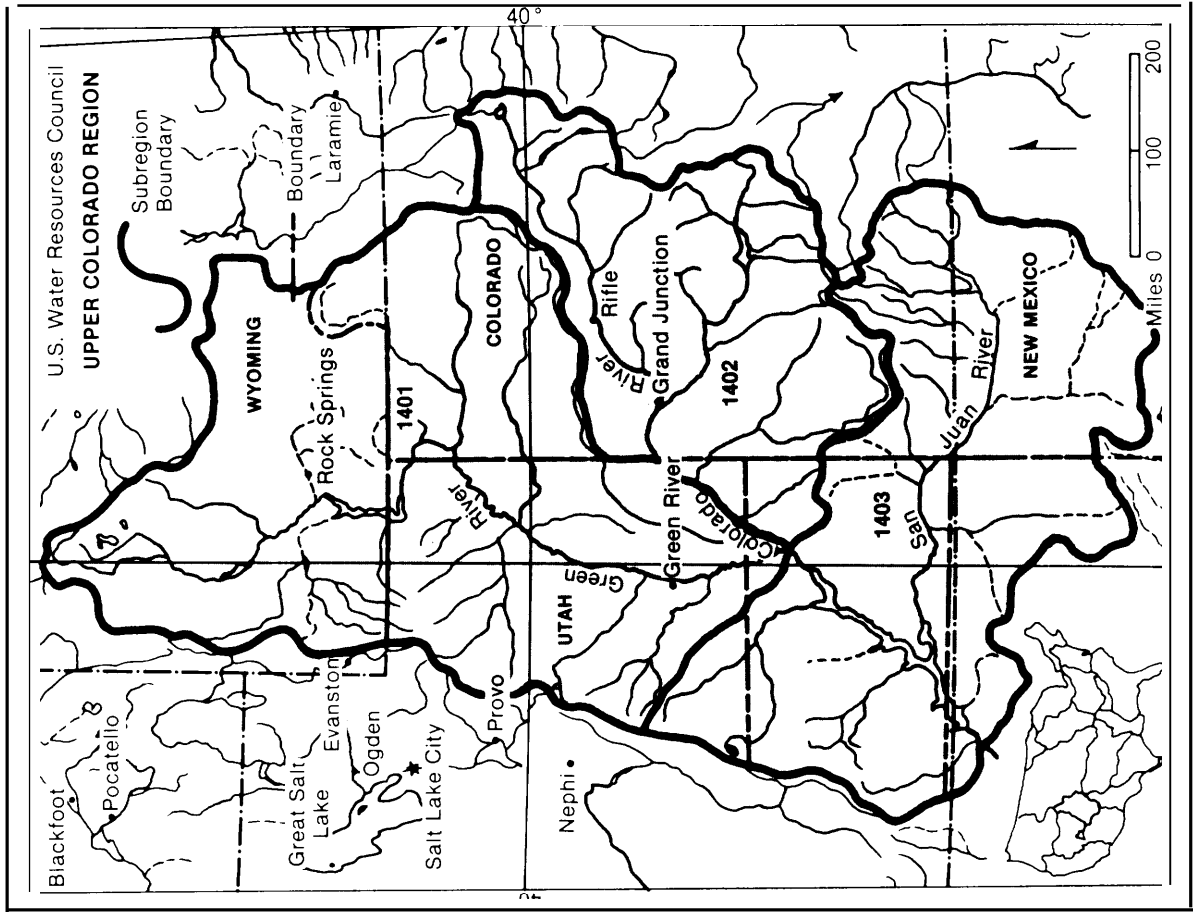 40°
U.S. Water Resources Council
UPPER COLORADO REGION
Subregion
Boundary
Boundary
Laramie
WYOMING
Rock Springs
1401
COLORADO
Rifle
River
Grand Junction
1402
NEW MEXICO
River
Juan
San
1403
Colorado
Green River
River
Green
UTAH
Blackfoot
Pocatello
Great Salt
Lake
Evanston
Ogden
Salt Lake City
Provo
Nephi
Miles 0 100 200